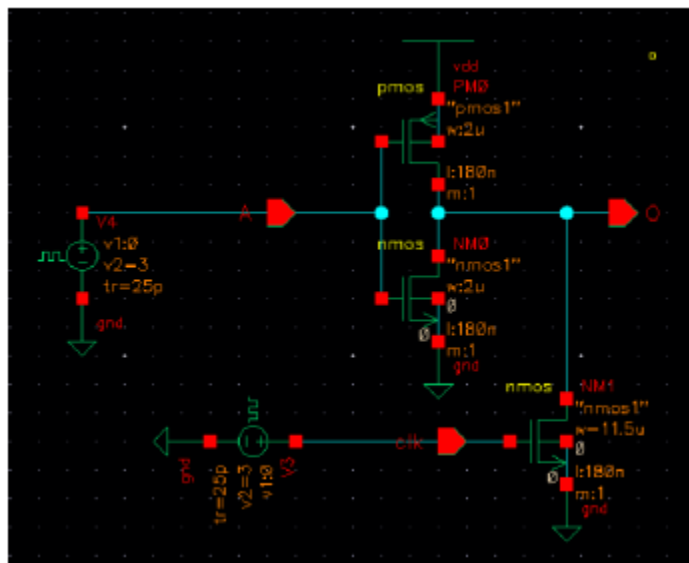 vdd
pmos
PM0
"pmos1"
w:2u
l:180n
m:1
A
O
V4
v1:0
v2=3
tr=25p
gnd
nmos
NM0
"nmos1"
w:2u
0
l:180n
0
m:1
gnd
nmos
NM1
"nmos1"
w=11.5u
0
l:180n
0
m:1
gnd
clk
V3
v1:0
v2=3
tr=25p
gnd